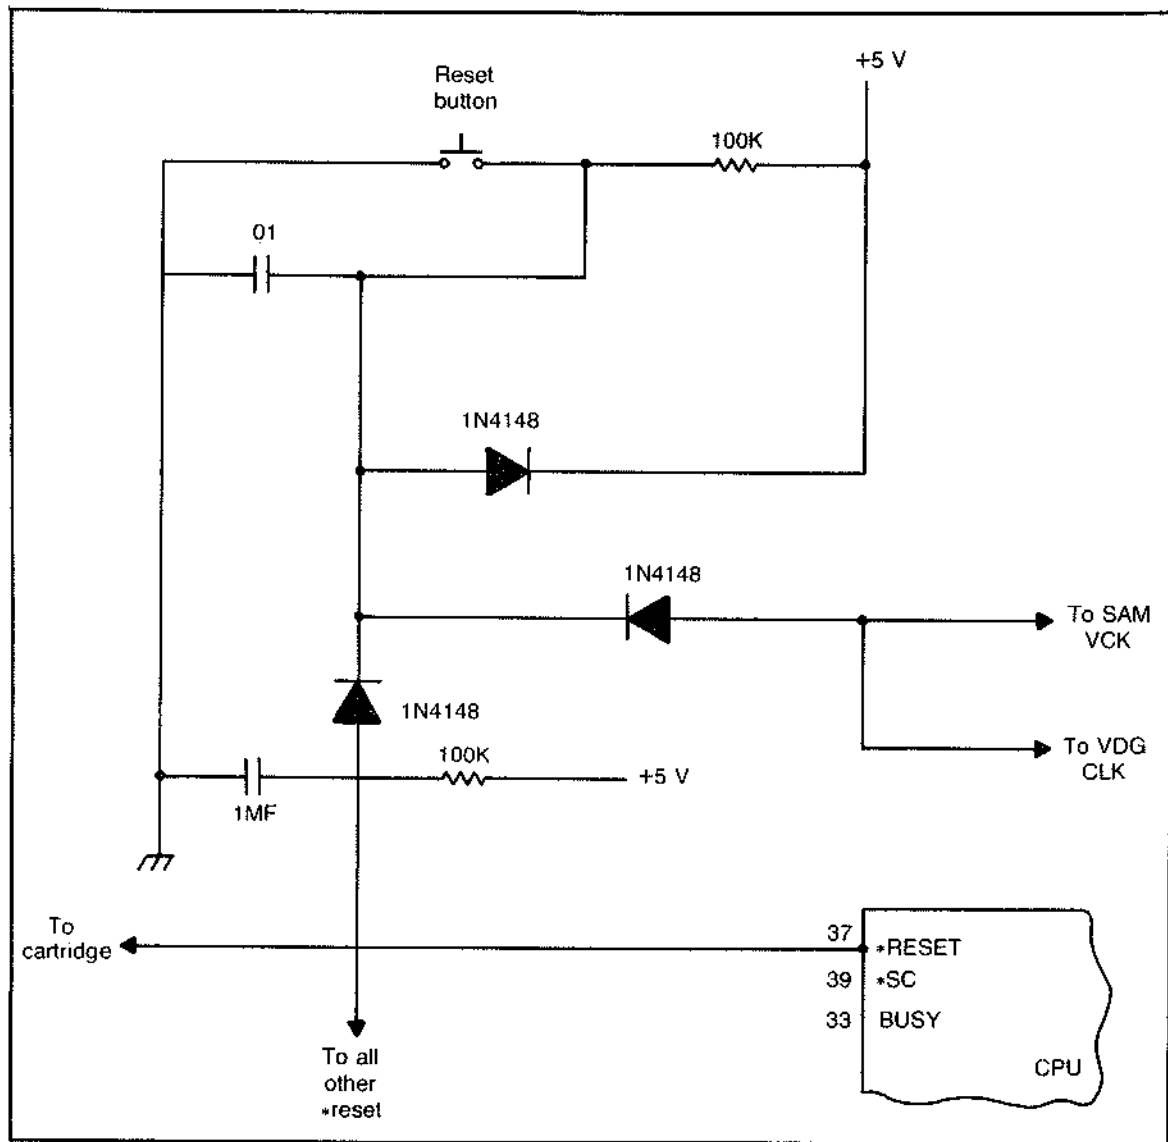 +5 V
Reset
button
100K
01
1N4148
1N4148
To SAM
VCK
1N4148
100K
+5 V
To VDG
CLK
1MF
To
cartridge
37
*RESET
39
*SC
33
BUSY
CPU
To all
other
*reset